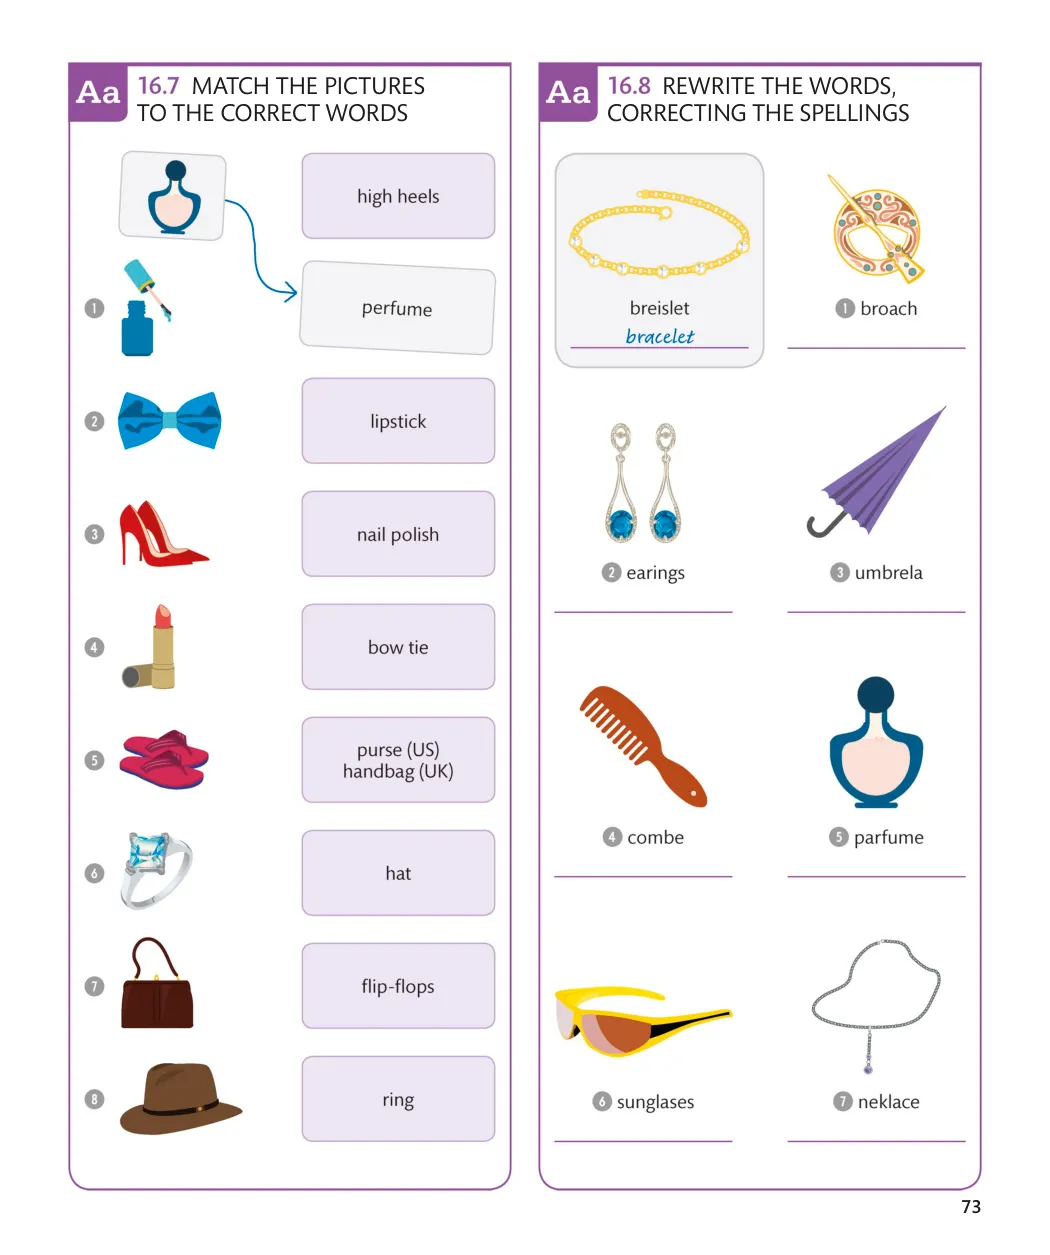 Aa
16.7 MATCH THE PICTURES
TO THE CORRECT WORDS
high heels
1
perfume
2
lipstick
3
nail polish
4
bow tie
5
purse (US)
handbag (UK)
6
hat
7
flip-flops
8
ring
Aa
16.8 REWRITE THE WORDS,
CORRECTING THE SPELLINGS
breislet
bracelet
1 broach
2 earings
3 umbrela
4 combe
5 parfume
6 sunglases
7 neklace
73